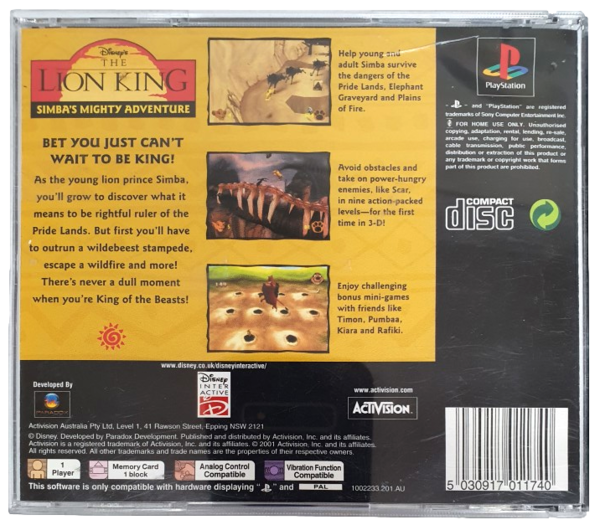 Disney's
THE
LION KING
SIMBA'S MIGHTY ADVENTURE
BET YOU JUST CAN'T
WAIT TO BE KING!
As the young lion prince Simba,
you'll grow to discover what it
means to be rightful ruler of the
Pride Lands. But first you'll have
to outrun a wildebeest stampede,
escape a wildfire and more!
There's never a dull moment
when you're King of the Beasts!
Help young and
adult Simba survive
the dangers of the
Pride Lands, Elephant
Graveyard and Plains
of Fire.
Avoid obstacles and
take on power-hungry
enemies, like Scar,
in nine action-packed
levels—for the first
time in 3-D!
Enjoy challenging
bonus mini-games
with friends like
Timon, Pumbaa,
Kiara and Rafiki.
PlayStation
" " and "PlayStation" are registered
trademarks of Sony Computer Entertainment Inc.
FOR HOME USE ONLY. Unauthorised
copying, adaptation, rental, lending, re-sale,
arcade use, charging for use, broadcast,
cable transmission, public performance,
distribution or extraction of this product or
any trademark or copyright work that forms
part of this product are prohibited.
COMPACT
disc
www.disney.co.uk/disneyinteractive/
Developed By
PARADOX
Disney
INTER
ACTIVE
www.activision.com
ACTIVISION.
Activision Australia Pty Ltd, Level 1, 41 Rawson Street, Epping NSW 2121
© Disney. Developed by Paradox Development. Published and distributed by Activision, Inc. and its affiliates.
Activision is a registered trademark of Activision, Inc. and its affiliates. © 2001 Activision, Inc. and its affiliates.
All rights reserved. All other trademarks and trade names are the properties of their respective owners.
1
Player
Memory Card
1 block
Analog Control
Compatible
Vibration Function
Compatible
This software is only compatible with hardware displaying " " and PAL
1002233.201.AU
5 030917 011740